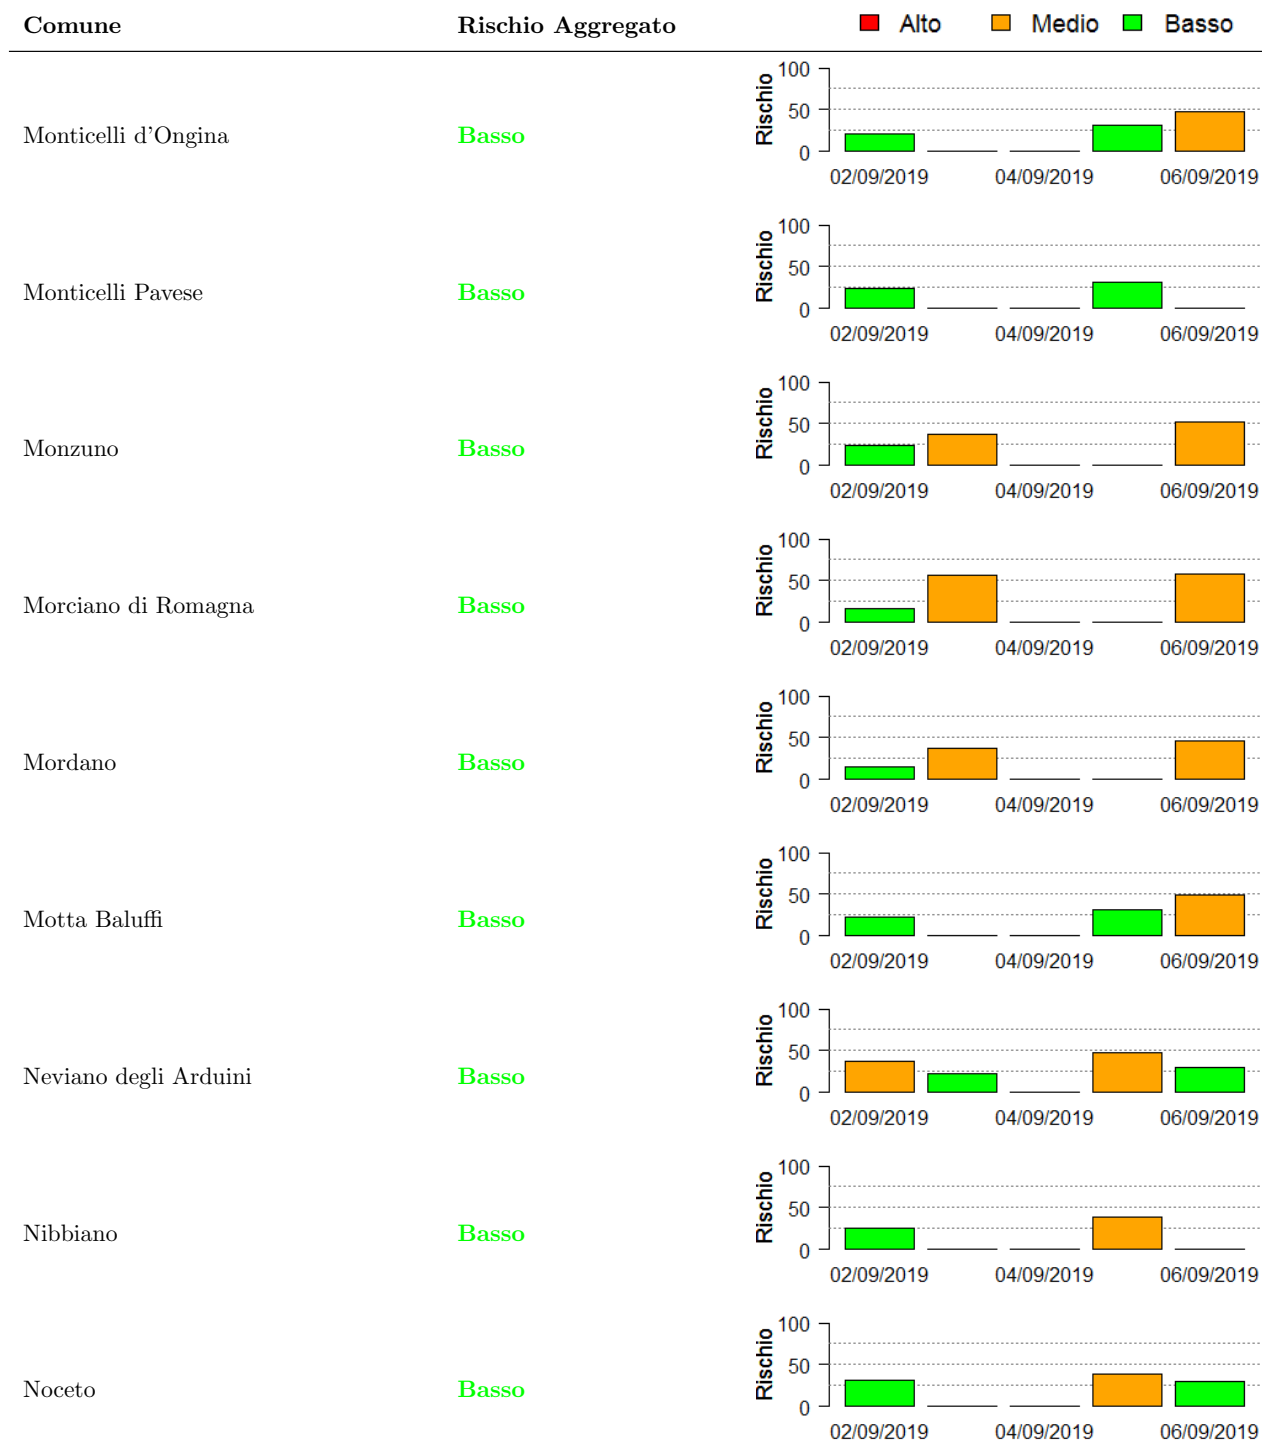 Comune Rischio Aggregato Alto Medio Basso
Monticelli d'Ongina Basso
Rischio
100
50
0
02/09/2019 04/09/2019 06/09/2019
Monticelli Pavese Basso
Rischio
100
50
0
02/09/2019 04/09/2019 06/09/2019
Monzuno Basso
Rischio
100
50
0
02/09/2019 04/09/2019 06/09/2019
Morciano di Romagna Basso
Rischio
100
50
0
02/09/2019 04/09/2019 06/09/2019
Mordano Basso
Rischio
100
50
0
02/09/2019 04/09/2019 06/09/2019
Motta Baluffi Basso
Rischio
100
50
0
02/09/2019 04/09/2019 06/09/2019
Neviano degli Arduini Basso
Rischio
100
50
0
02/09/2019 04/09/2019 06/09/2019
Nibbiano Basso
Rischio
100
50
0
02/09/2019 04/09/2019 06/09/2019
Noceto Basso
Rischio
100
50
0
02/09/2019 04/09/2019 06/09/2019